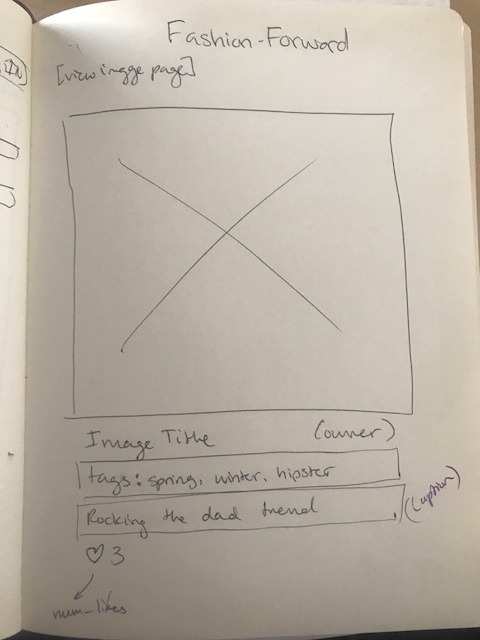 Fashion-Forward
[view image page]
Image Title (owner)
tags: spring, winter, hipster
Rocking the dad trend
(caption)
♡ 3
num_likes